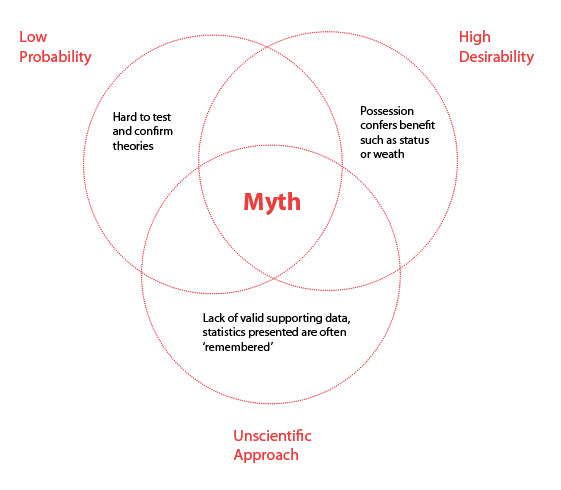 Low
Probability
High
Desirability
Hard to test
and confirm
theories
Possession
confers benefit
such as status
or weath
Myth
Lack of valid supporting data,
statistics presented are often
‘remembered’
Unscientific
Approach